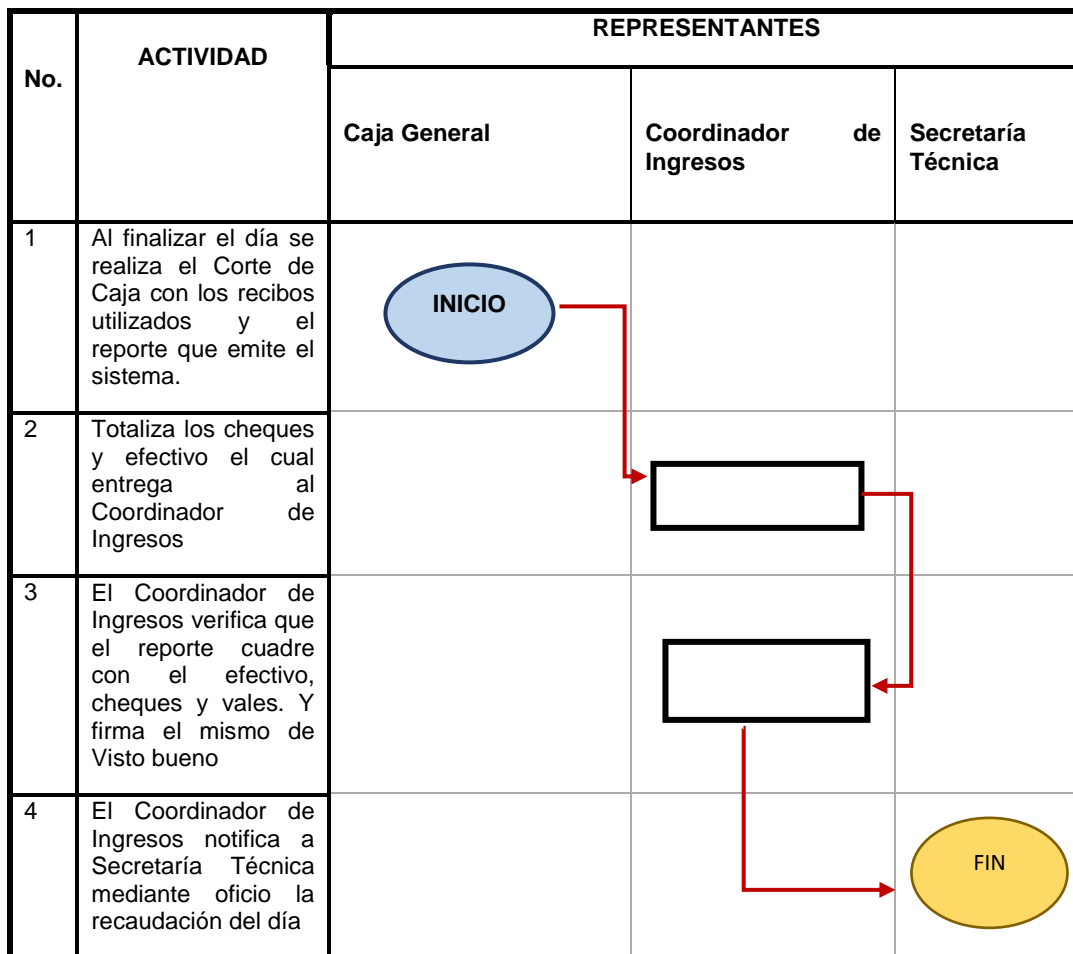 No.
ACTIVIDAD
REPRESENTANTES
Caja General
Coordinador de
Ingresos
Secretaría
Técnica
1
Al finalizar el día se
realiza el Corte de
Caja con los recibos
utilizados y el
reporte que emite el
sistema.
INICIO
2
Totaliza los cheques
y efectivo el cual
entrega al
Coordinador de
Ingresos
3
El Coordinador de
Ingresos verifica que
el reporte cuadre
con el efectivo,
cheques y vales. Y
firma el mismo de
Visto bueno
4
El Coordinador de
Ingresos notifica a
Secretaría Técnica
mediante oficio la
recaudación del día
FIN